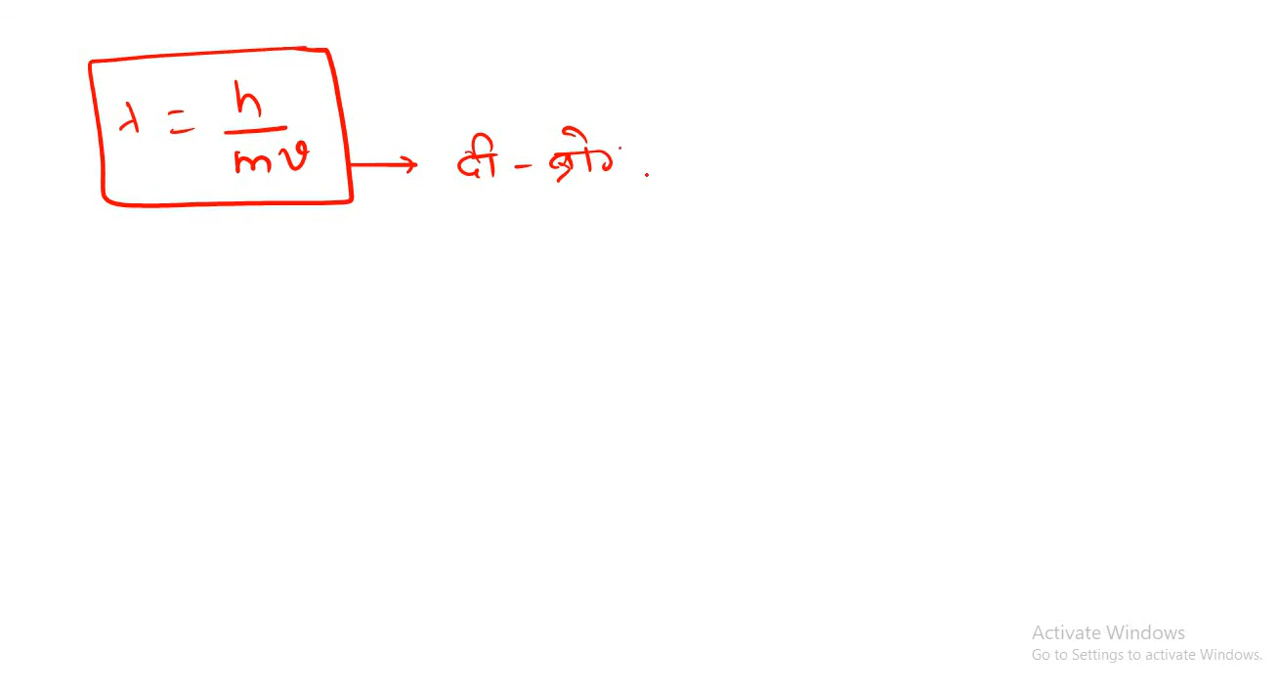 λ = h/mv → दी - ब्रो
Activate Windows
Go to Settings to activate Windows.